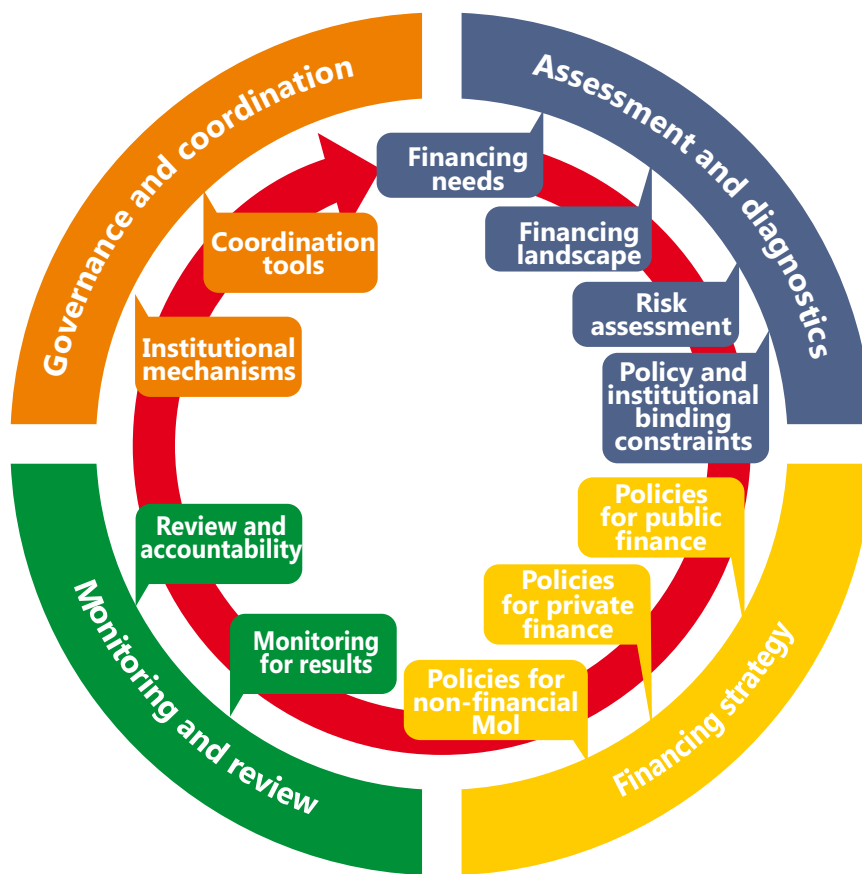 Assessment and diagnostics
Financing
needs
Financing
landscape
Risk
assessment
Policy and
institutional
binding
constraints
Financing strategy
Policies
for public
finance
Policies
for private
finance
Policies for
non-financial
MoI
Monitoring and review
Monitoring
for results
Review and
accountability
Governance and coordination
Institutional
mechanisms
Coordination
tools